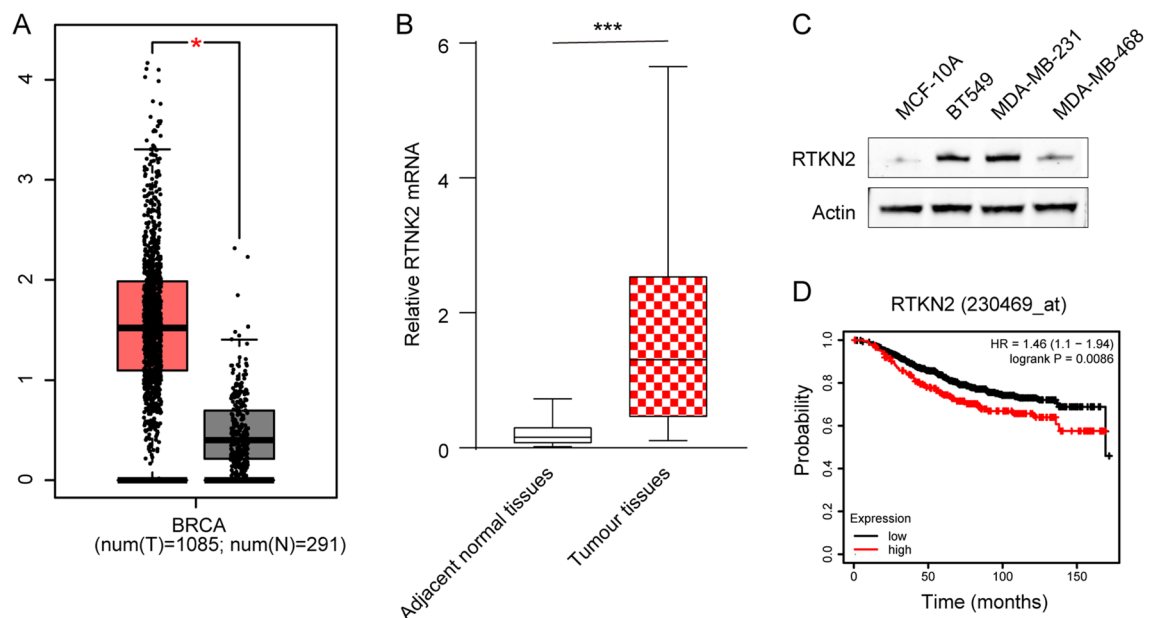 A
*
4
3
2
1
0
BRCA
(num(T)=1085; num(N)=291)
B
***
Relative RTNK2 mRNA
6
4
2
0
Adjacent normal tissues
Tumour tissues
C
MCF-10A
BT549
MDA-MB-231
MDA-MB-468
RTKN2
Actin
D
RTKN2 (230469_at)
HR = 1.46 (1.1 − 1.94)
logrank P = 0.0086
Probability
1.0
0.8
0.6
0.4
0.2
0.0
Expression
low
high
0
50
100
150
Time (months)